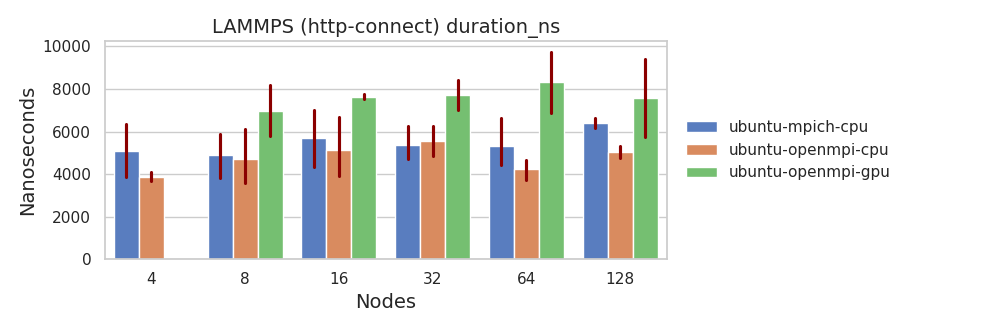 LAMMPS (http-connect) duration_ns
Nanoseconds
10000
8000
6000
4000
2000
0
4 8 16 32 64 128
Nodes
ubuntu-mpich-cpu
ubuntu-openmpi-cpu
ubuntu-openmpi-gpu